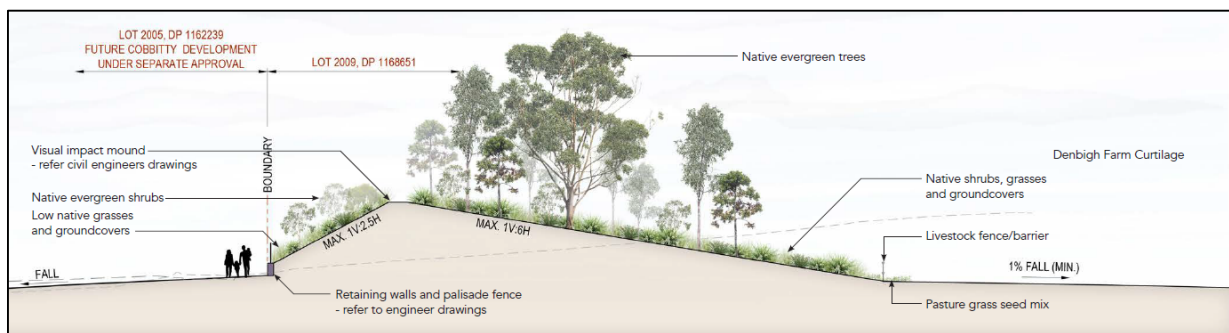 LOT 2005, DP 1162239
FUTURE COBBITTY DEVELOPMENT
UNDER SEPARATE APPROVAL
LOT 2009, DP 1168651
Native evergreen trees
Visual impact mound
- refer civil engineers drawings
BOUNDARY
Denbigh Farm Curtilage
Native evergreen shrubs
Low native grasses
and groundcovers
Native shrubs, grasses
and groundcovers
MAX. 1V:2.5H
MAX. 1V:6H
Livestock fence/barrier
FALL
1% FALL (MIN.)
Retaining walls and palisade fence
- refer to engineer drawings
Pasture grass seed mix